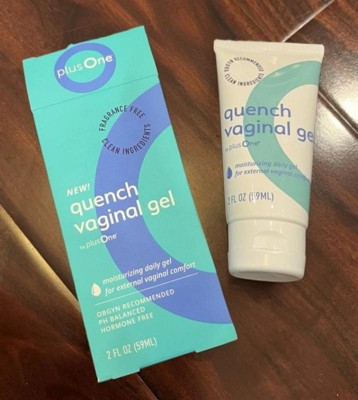 plusOne
FRAGRANCE FREE
CLEAN INGREDIENTS
NEW!
quench
vaginal gel
by plusOne
moisturizing daily gel
for external vaginal comfort
OBGYN RECOMMENDED
PH BALANCED
HORMONE FREE
2 FL OZ (59ML)
OBGYN RECOMMENDED
CLEAN INGREDIENTS
quench
vaginal gel
by plusOne
moisturizing daily gel
for external vaginal
2 FL OZ (59ML)